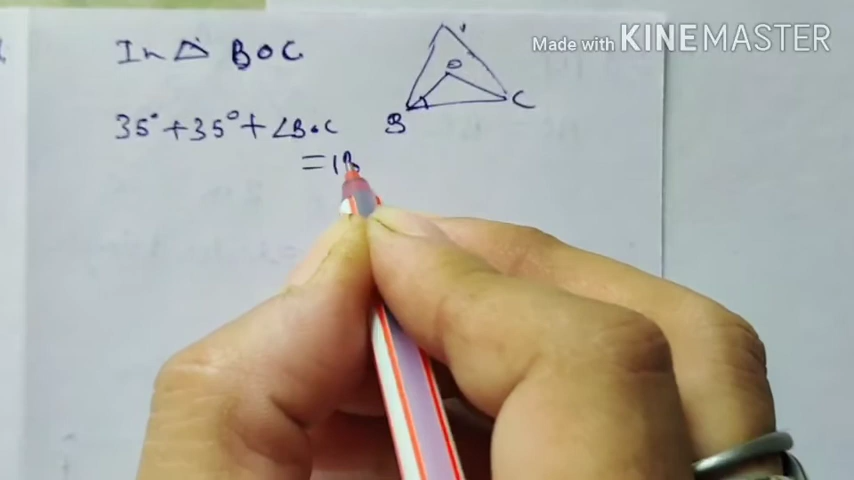 Made with KINEMASTER
In △ BOC
O
B
C
35° + 35° + ∠BOC
= 18